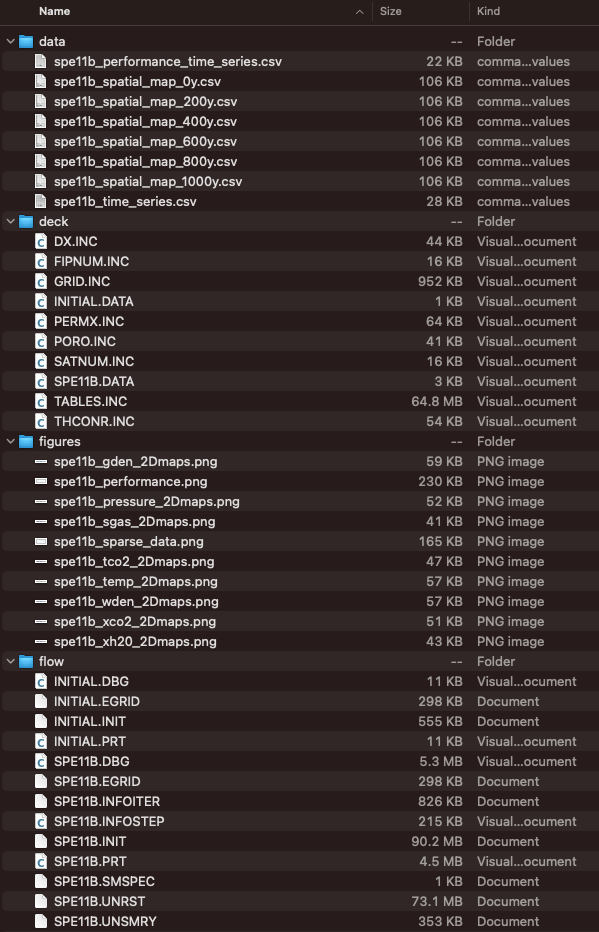 Name Size Kind
data -- Folder
spe11b_performance_time_series.csv 22 KB comma...values
spe11b_spatial_map_0y.csv 106 KB comma...values
spe11b_spatial_map_200y.csv 106 KB comma...values
spe11b_spatial_map_400y.csv 106 KB comma...values
spe11b_spatial_map_600y.csv 106 KB comma...values
spe11b_spatial_map_800y.csv 106 KB comma...values
spe11b_spatial_map_1000y.csv 106 KB comma...values
spe11b_time_series.csv 28 KB comma...values
deck -- Folder
DX.INC 44 KB Visual...ocument
FIPNUM.INC 16 KB Visual...ocument
GRID.INC 952 KB Visual...ocument
INITIAL.DATA 1 KB Visual...ocument
PERMX.INC 64 KB Visual...ocument
PORO.INC 41 KB Visual...ocument
SATNUM.INC 16 KB Visual...ocument
SPE11B.DATA 3 KB Visual...ocument
TABLES.INC 64.8 MB Visual...ocument
THCONR.INC 54 KB Visual...ocument
figures -- Folder
spe11b_gden_2Dmaps.png 59 KB PNG image
spe11b_performance.png 230 KB PNG image
spe11b_pressure_2Dmaps.png 52 KB PNG image
spe11b_sgas_2Dmaps.png 41 KB PNG image
spe11b_sparse_data.png 165 KB PNG image
spe11b_tco2_2Dmaps.png 47 KB PNG image
spe11b_temp_2Dmaps.png 57 KB PNG image
spe11b_wden_2Dmaps.png 57 KB PNG image
spe11b_xco2_2Dmaps.png 51 KB PNG image
spe11b_xh20_2Dmaps.png 43 KB PNG image
flow -- Folder
INITIAL.DBG 11 KB Visual...ocument
INITIAL.EGRID 298 KB Document
INITIAL.INIT 555 KB Document
INITIAL.PRT 11 KB Visual...ocument
SPE11B.DBG 5.3 MB Visual...ocument
SPE11B.EGRID 298 KB Document
SPE11B.INFOITER 826 KB Document
SPE11B.INFOSTEP 215 KB Visual...ocument
SPE11B.INIT 90.2 MB Document
SPE11B.PRT 4.5 MB Visual...ocument
SPE11B.SMSPEC 1 KB Document
SPE11B.UNRST 73.1 MB Document
SPE11B.UNSMRY 353 KB Document